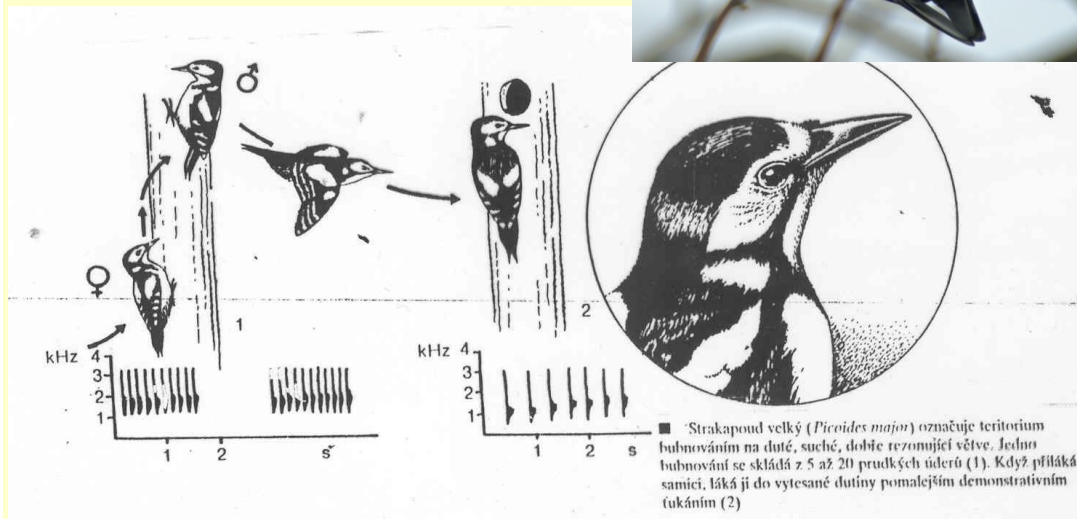 ♂
♀
1
2
kHz 4
3
2
1
1 2 s
kHz 4
3
2
1
1 2 s
■ Strakapoud velký (Picoides major) označuje teritorium
bubnováním na duté, suché, dobře rezonující větve. Jedno
bubnování se skládá z 5 až 20 prudkých úderů (1). Když přiláká
samici, láká ji do vytesané dutiny pomalejším demonstrativním
ťukáním (2)